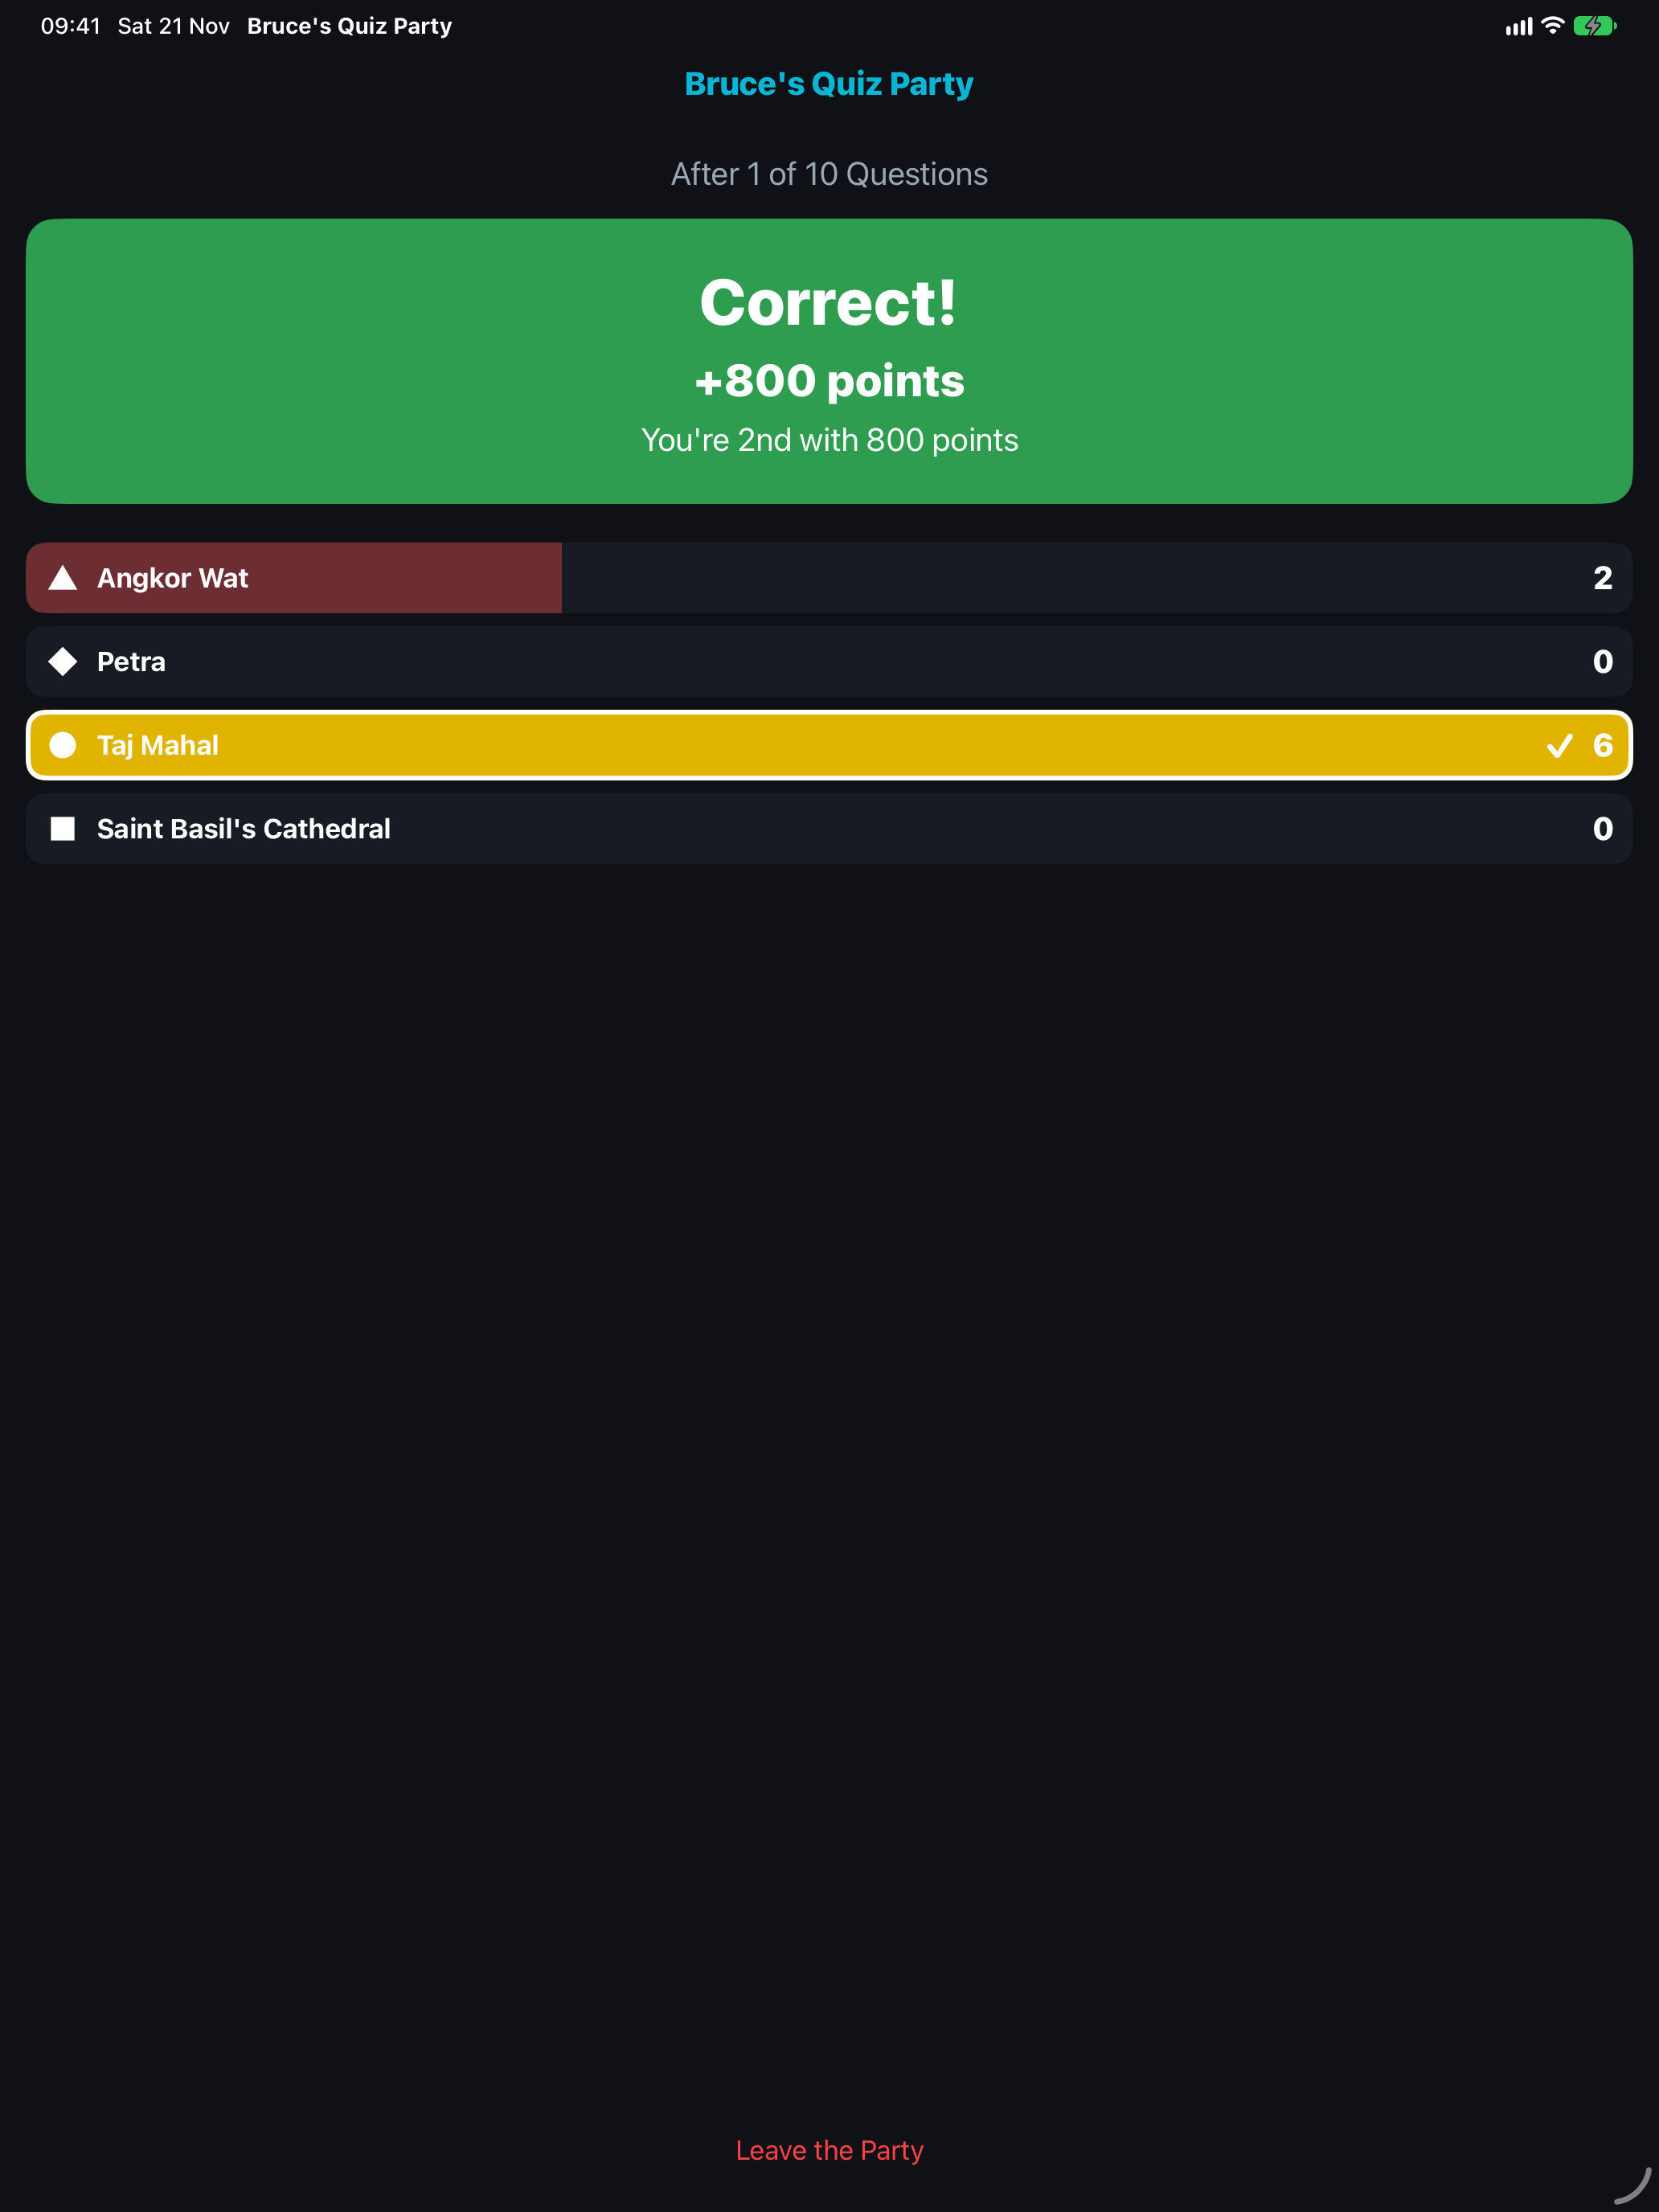 09:41 Sat 21 Nov Bruce's Quiz Party
Bruce's Quiz Party
After 1 of 10 Questions
Correct!
+800 points
You're 2nd with 800 points
Angkor Wat 2
Petra 0
Taj Mahal 6
Saint Basil's Cathedral 0
Leave the Party